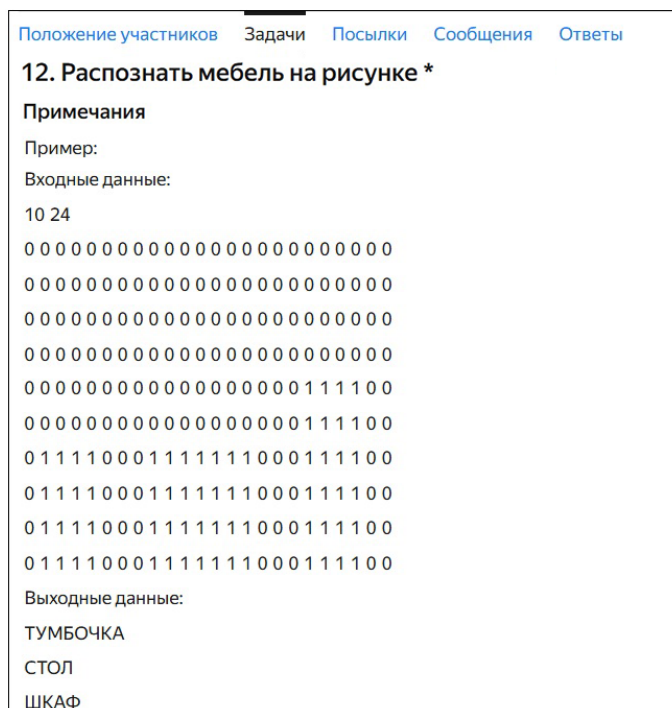 Положение участников Задачи Посылки Сообщения Ответы
12. Распознать мебель на рисунке *
Примечания
Пример:
Входные данные:
10 24
0 0 0 0 0 0 0 0 0 0 0 0 0 0 0 0 0 0 0 0 0 0 0 0
0 0 0 0 0 0 0 0 0 0 0 0 0 0 0 0 0 0 0 0 0 0 0 0
0 0 0 0 0 0 0 0 0 0 0 0 0 0 0 0 0 0 0 0 0 0 0 0
0 0 0 0 0 0 0 0 0 0 0 0 0 0 0 0 0 0 0 0 0 0 0 0
0 0 0 0 0 0 0 0 0 0 0 0 0 0 0 0 0 0 1 1 1 1 0 0
0 0 0 0 0 0 0 0 0 0 0 0 0 0 0 0 0 0 1 1 1 1 0 0
0 1 1 1 1 0 0 0 1 1 1 1 1 1 1 0 0 0 1 1 1 1 0 0
0 1 1 1 1 0 0 0 1 1 1 1 1 1 1 0 0 0 1 1 1 1 0 0
0 1 1 1 1 0 0 0 1 1 1 1 1 1 1 0 0 0 1 1 1 1 0 0
0 1 1 1 1 0 0 0 1 1 1 1 1 1 1 0 0 0 1 1 1 1 0 0
Выходные данные:
ТУМБОЧКА
СТОЛ
ШКАФ